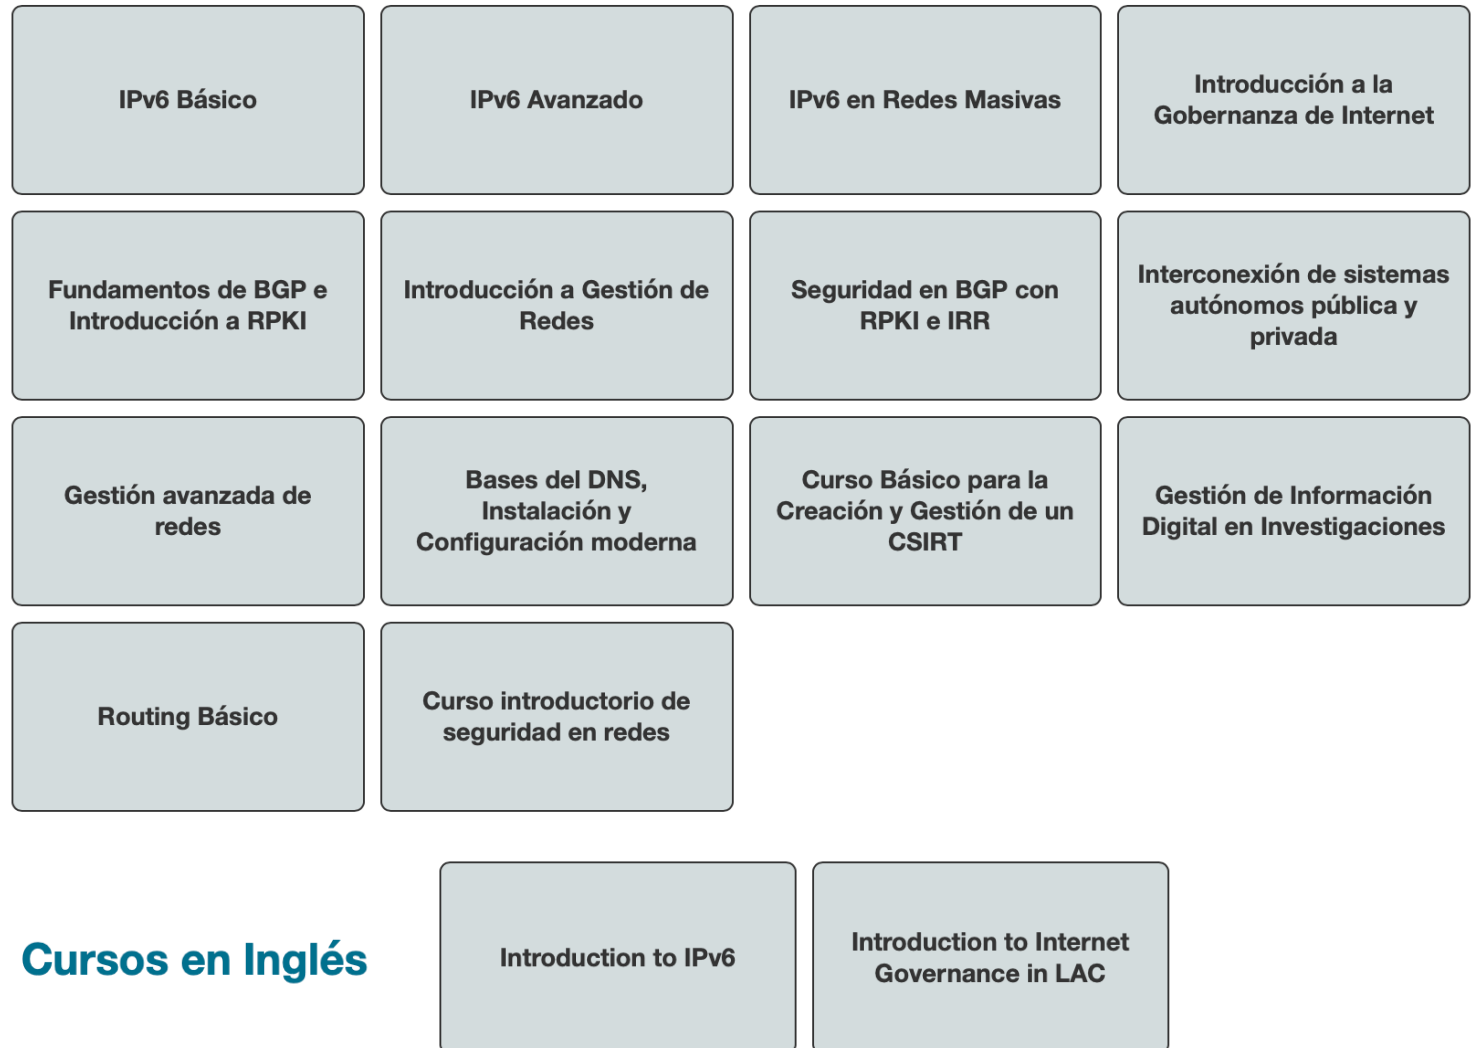 IPv6 Básico
IPv6 Avanzado
IPv6 en Redes Masivas
Introducción a la
Gobernanza de Internet
Fundamentos de BGP e
Introducción a RPKI
Introducción a Gestión de
Redes
Seguridad en BGP con
RPKI e IRR
Interconexión de sistemas
autónomos pública y
privada
Gestión avanzada de
redes
Bases del DNS,
Instalación y
Configuración moderna
Curso Básico para la
Creación y Gestión de un
CSIRT
Gestión de Información
Digital en Investigaciones
Routing Básico
Curso introductorio de
seguridad en redes
Cursos en Inglés
Introduction to IPv6
Introduction to Internet
Governance in LAC